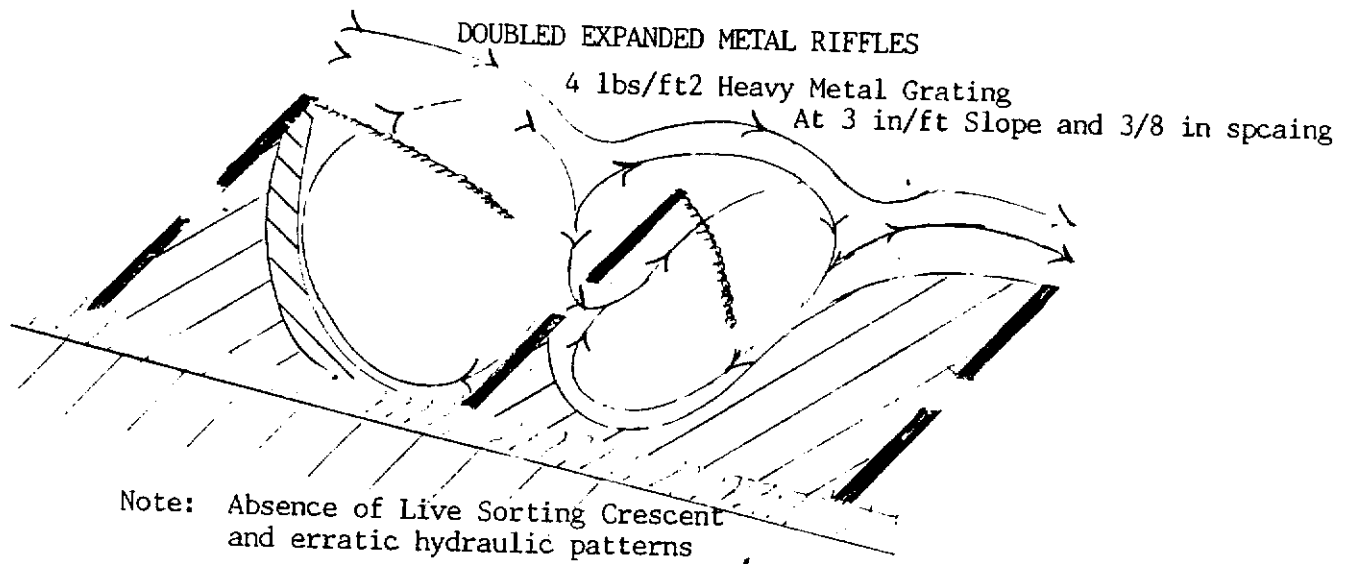 DOUBLED EXPANDED METAL RIFFLES
4 lbs/ft2 Heavy Metal Grating
At 3 in/ft Slope and 3/8 in spcaing
Note: Absence of Live Sorting Crescent
and erratic hydraulic patterns